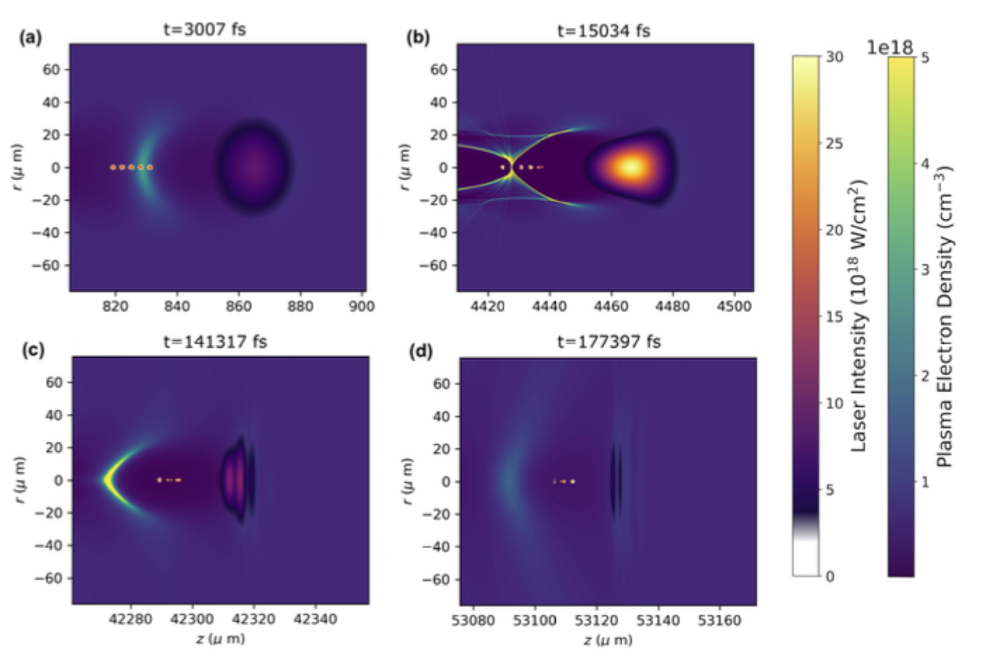 (a)
t=3007 fs
60
40
20
0
−20
−40
−60
r (μ m)
820 840 860 880 900
(b)
t=15034 fs
60
40
20
0
−20
−40
−60
r (μ m)
4420 4440 4460 4480 4500
(c)
t=141317 fs
60
40
20
0
−20
−40
−60
r (μ m)
42280 42300 42320 42340
z (μ m)
(d)
t=177397 fs
60
40
20
0
−20
−40
−60
r (μ m)
53080 53100 53120 53140 53160
z (μ m)
30
25
20
15
10
5
0
Laser Intensity (10¹⁸ W/cm²)
1e18
5
4
3
2
1
Plasma Electron Density (cm⁻³)